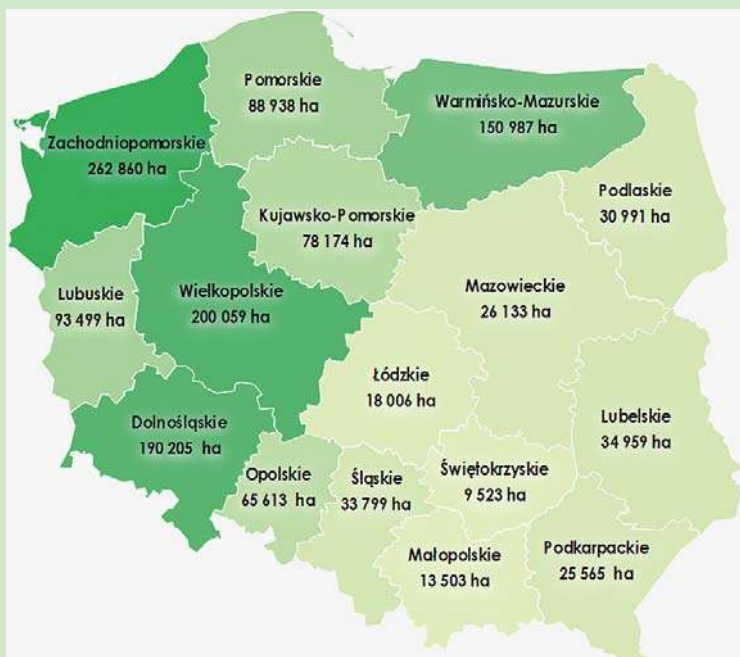 Pomorskie
88 938 ha
Warmińsko-Mazurskie
150 987 ha
Zachodniopomorskie
262 860 ha
Podlaskie
30 991 ha
Kujawsko-Pomorskie
78 174 ha
Lubuskie
93 499 ha
Wielkopolskie
200 059 ha
Mazowieckie
26 133 ha
Łódzkie
18 006 ha
Lubelskie
34 959 ha
Dolnośląskie
190 205 ha
Opolskie
65 613 ha
Śląskie
33 799 ha
Świętokrzyskie
9 523 ha
Małopolskie
13 503 ha
Podkarpackie
25 565 ha